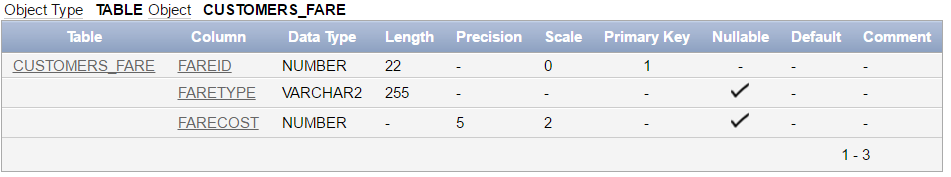 Object Type TABLE Object CUSTOMERS_FARE
Table Column Data Type Length Precision Scale Primary Key Nullable Default Comment
CUSTOMERS_FARE FAREID NUMBER 22 - 0 1 - - -
FARETYPE VARCHAR2 255 - - - ✓ - -
FARECOST NUMBER - 5 2 - ✓ - -
1 - 3